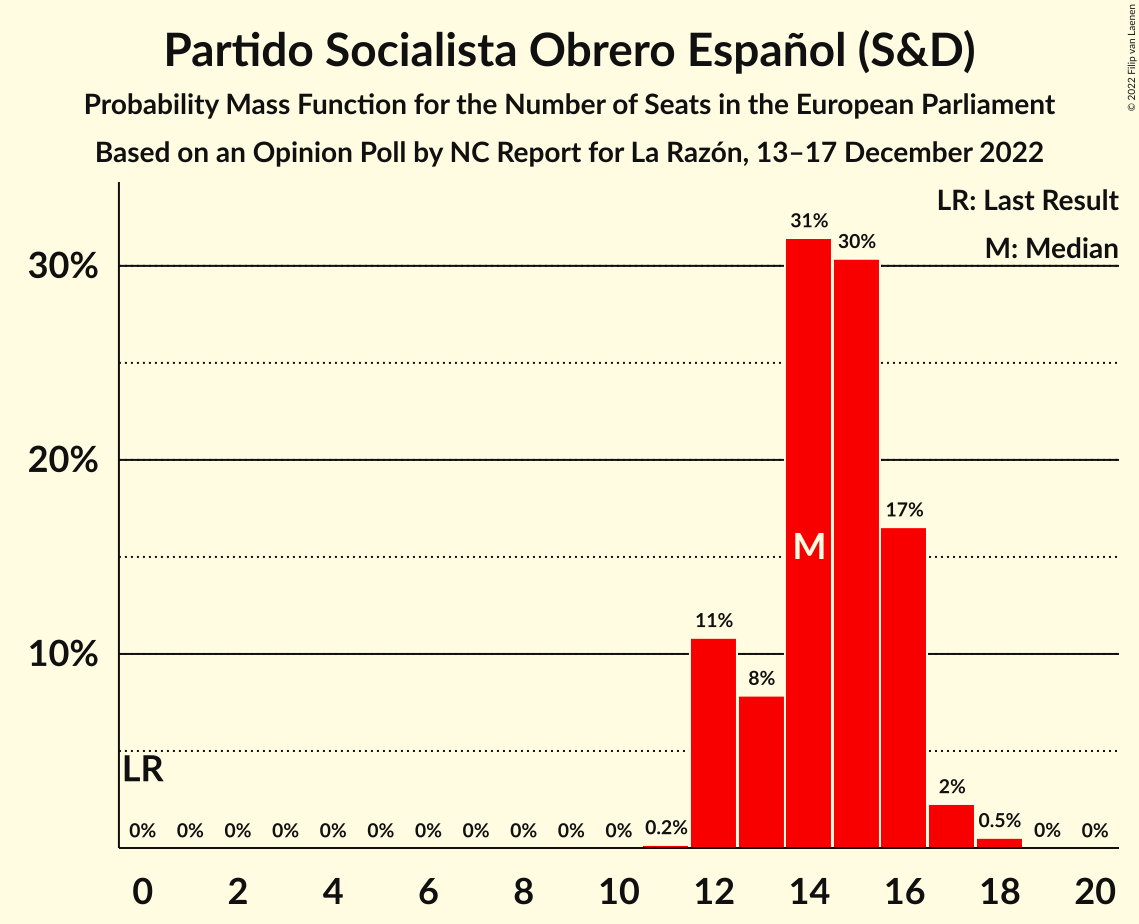 Partido Socialista Obrero Español (S&D)
Probability Mass Function for the Number of Seats in the European Parliament
Based on an Opinion Poll by NC Report for La Razón, 13–17 December 2022
© 2022 Filip van Laenen
LR: Last Result
M: Median
30%
20%
10%
31%
30%
17%
M
11%
8%
LR
2%
0% 0% 0% 0% 0% 0% 0% 0% 0% 0% 0% 0.2% 0.5% 0% 0%
0 2 4 6 8 10 12 14 16 18 20